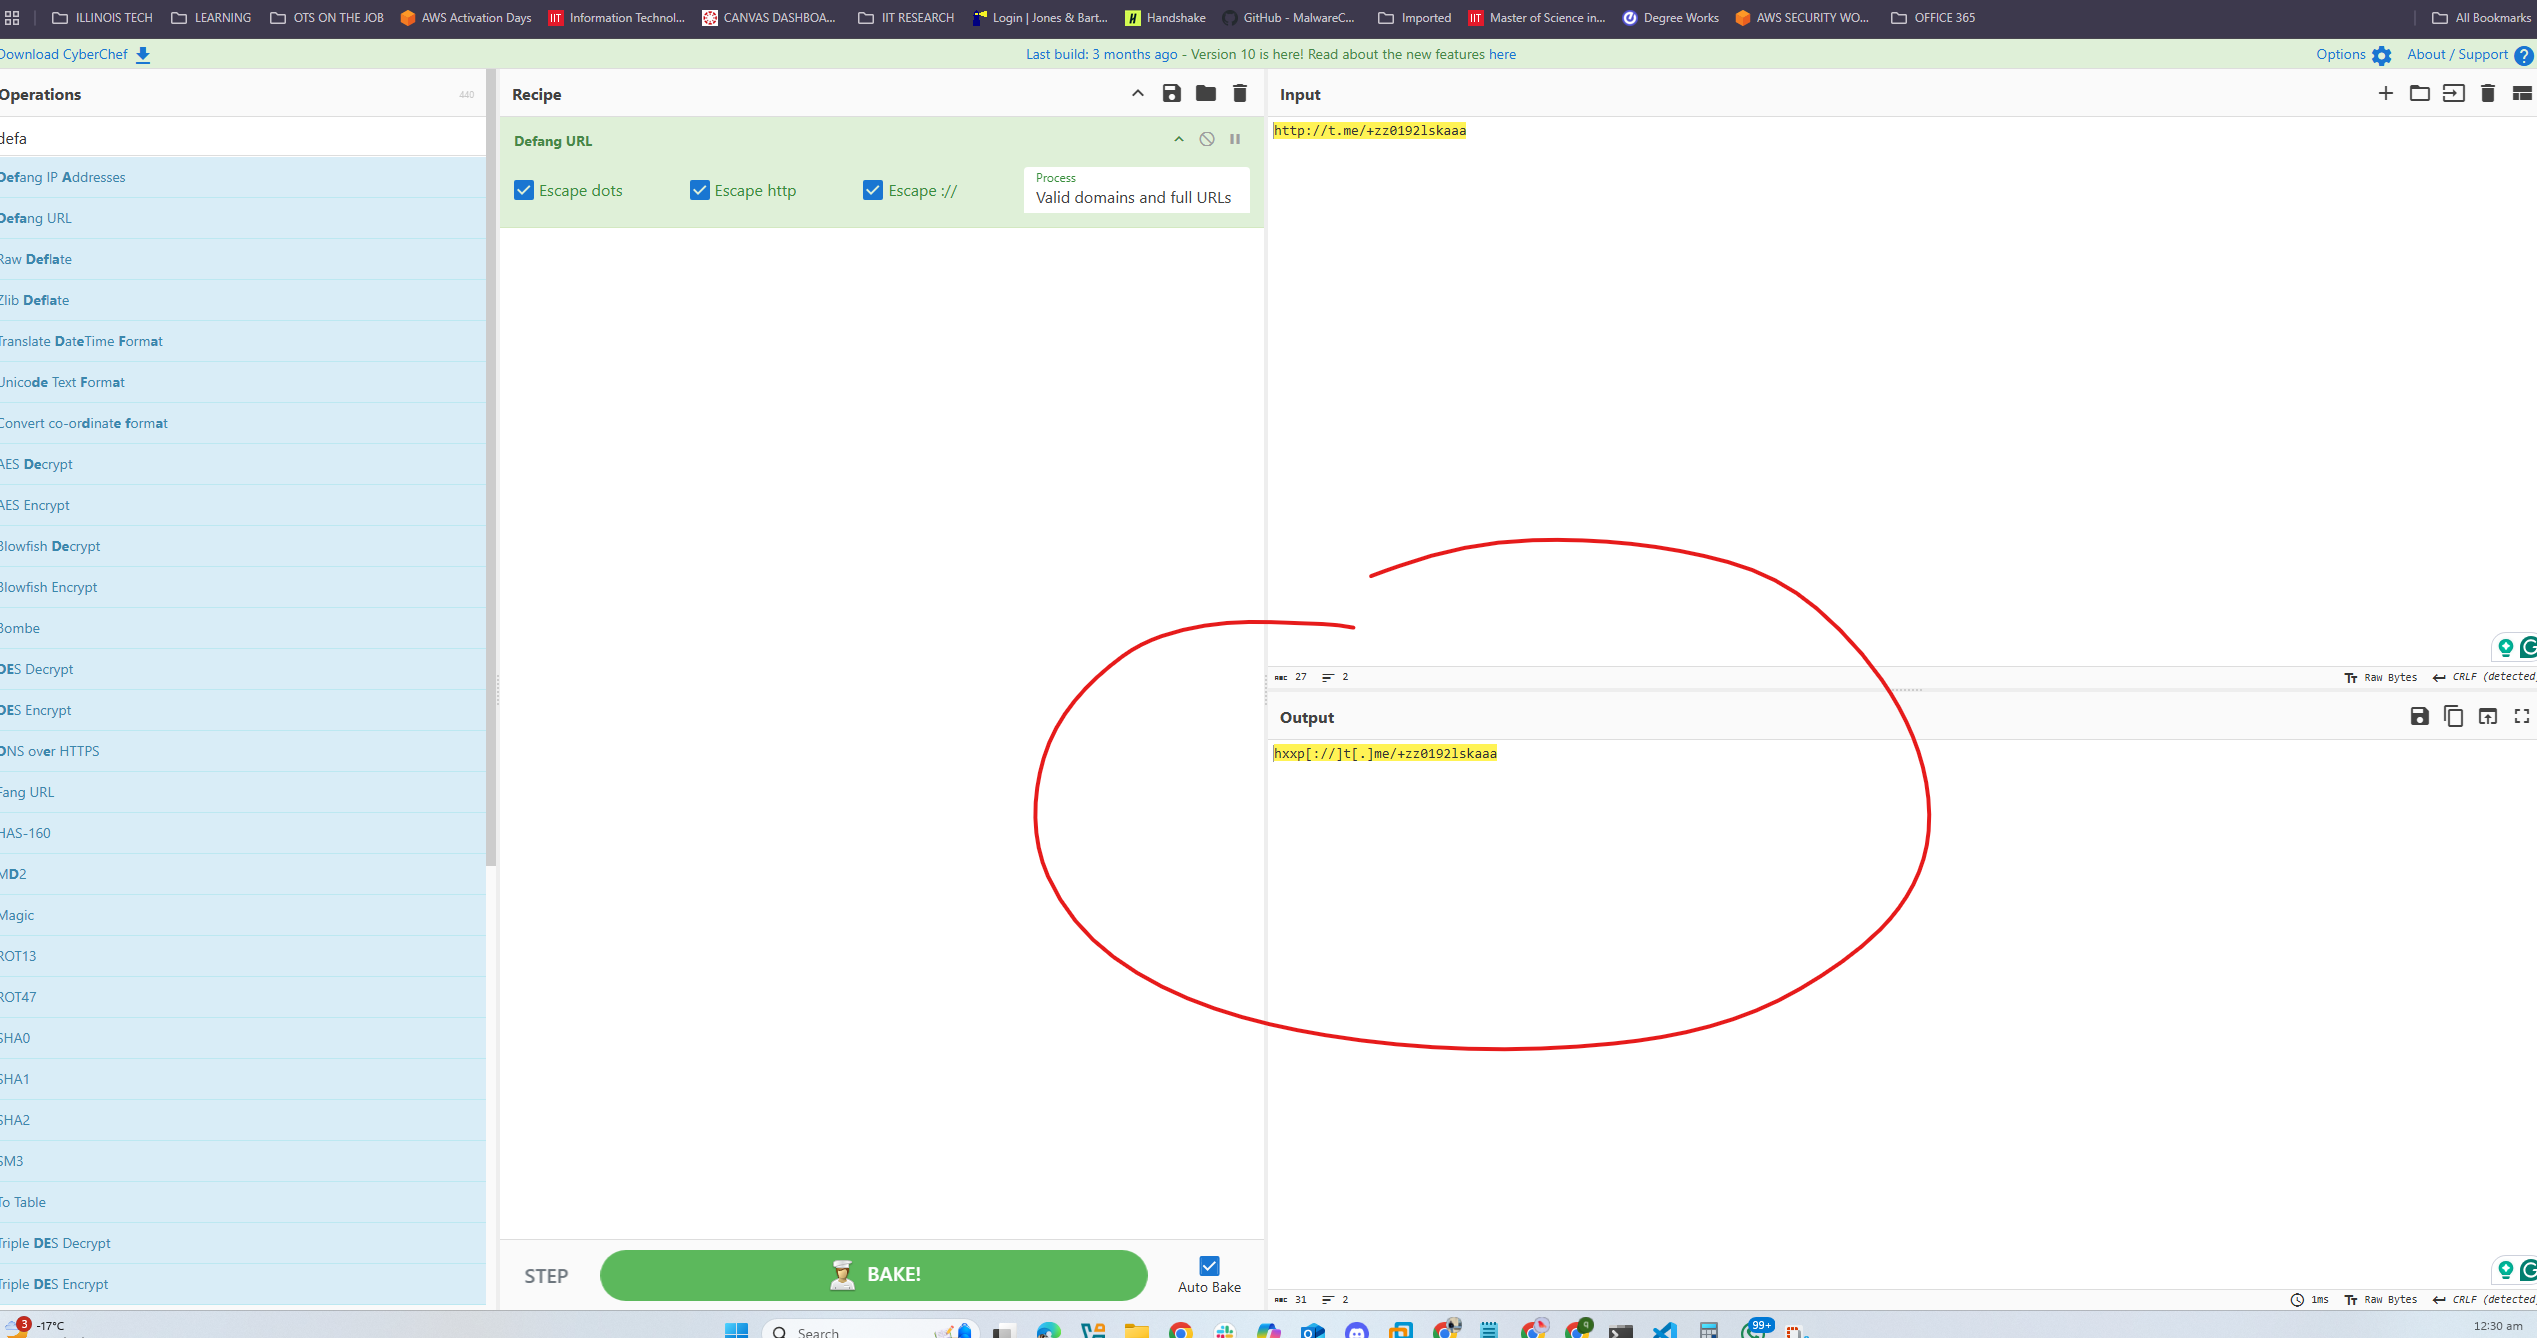 ILLINOIS TECH LEARNING OTS ON THE JOB AWS Activation Days Information Technol... CANVAS DASHBOA... IIT RESEARCH Login | Jones & Bart... Handshake GitHub - MalwareC... Imported Master of Science in... Degree Works AWS SECURITY WO... OFFICE 365 All Bookmarks
Download CyberChef Last build: 3 months ago - Version 10 is here! Read about the new features here Options About / Support
Operations 440
defa
Defang IP Addresses
Defang URL
Raw Deflate
Zlib Deflate
Translate DateTime Format
Unicode Text Format
Convert co-ordinate format
AES Decrypt
AES Encrypt
Blowfish Decrypt
Blowfish Encrypt
Bombe
DES Decrypt
DES Encrypt
DNS over HTTPS
Fang URL
HAS-160
MD2
Magic
ROT13
ROT47
SHA0
SHA1
SHA2
SM3
To Table
Triple DES Decrypt
Triple DES Encrypt
Recipe
Defang URL
Escape dots Escape http Escape :// Process
Valid domains and full URLs
STEP BAKE! Auto Bake
Input
http://t.me/+zz0192lskaaa
ABC 27 2 Raw Bytes CRLF (detected)
Output
hxxp[://]t[.]me/+zz0192lskaaa
ABC 31 2 1ms Raw Bytes CRLF (detected)
3 -17°C Search 99+ 12:30 am